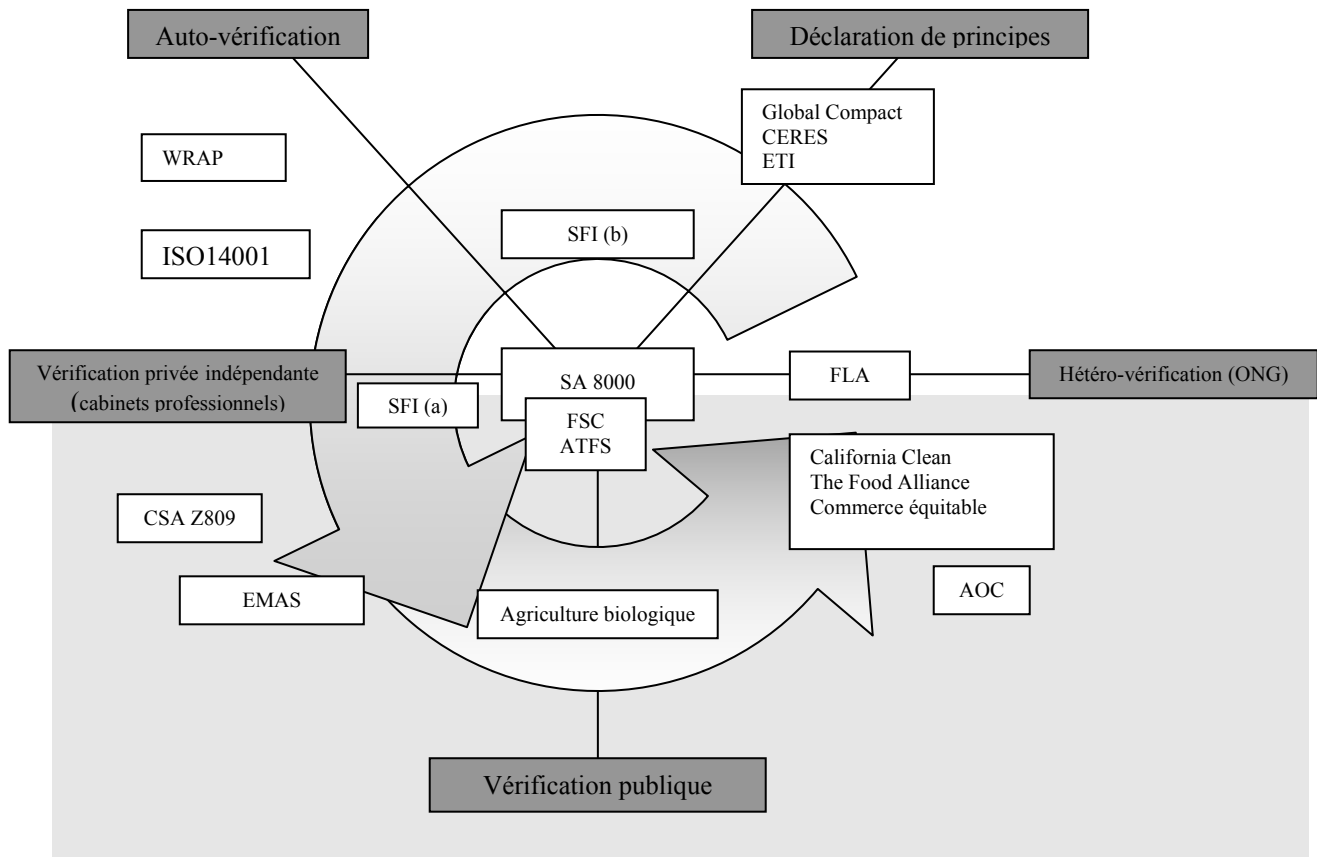 Auto-vérification
Déclaration de principes
Global Compact
CERES
ETI
WRAP
SFI (b)
ISO14001
Vérification privée indépendante
(cabinets professionnels)
SA 8000
FLA
Hétéro-vérification (ONG)
SFI (a)
FSC
ATFS
California Clean
The Food Alliance
Commerce équitable
CSA Z809
EMAS
Agriculture biologique
AOC
Vérification publique